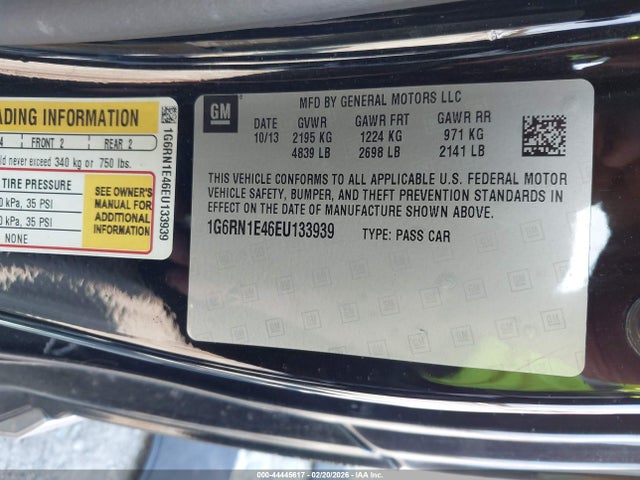 ADING INFORMATION
4 FRONT 2 REAR 2
ld never exceed 340 kg or 750 lbs.
TIRE PRESSURE
0 kPa, 35 PSI
0 kPa, 35 PSI
NONE
SEE OWNER'S
MANUAL FOR
ADDITIONAL
INFORMATION
1G6RN1E46EU133939
GM
MFD BY GENERAL MOTORS LLC
DATE GVWR GAWR FRT GAWR RR
10/13 2195 KG 1224 KG 971 KG
4839 LB 2698 LB 2141 LB
THIS VEHICLE CONFORMS TO ALL APPLICABLE U.S. FEDERAL MOTOR
VEHICLE SAFETY, BUMPER, AND THEFT PREVENTION STANDARDS IN
EFFECT ON THE DATE OF MANUFACTURE SHOWN ABOVE.
1G6RN1E46EU133939 TYPE: PASS CAR
000-44445617 - 02/20/2026 - IAA Inc.